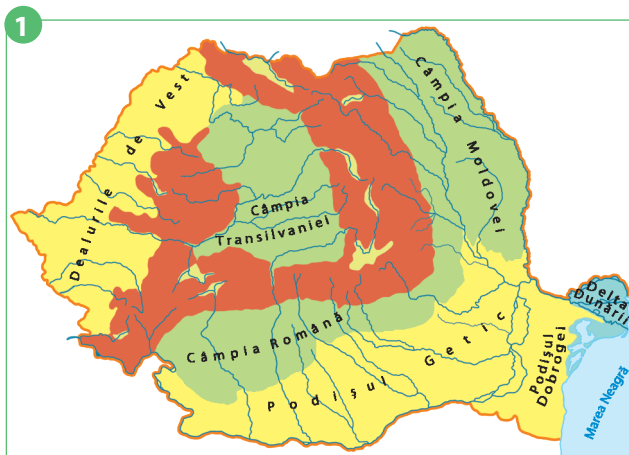 1
Dealurile de Vest
Câmpia Moldovei
Câmpia
Transilvaniei
Câmpia Română
Podișul Getic
Delta
Dunării
Podișul
Dobrogei
Marea Neagră